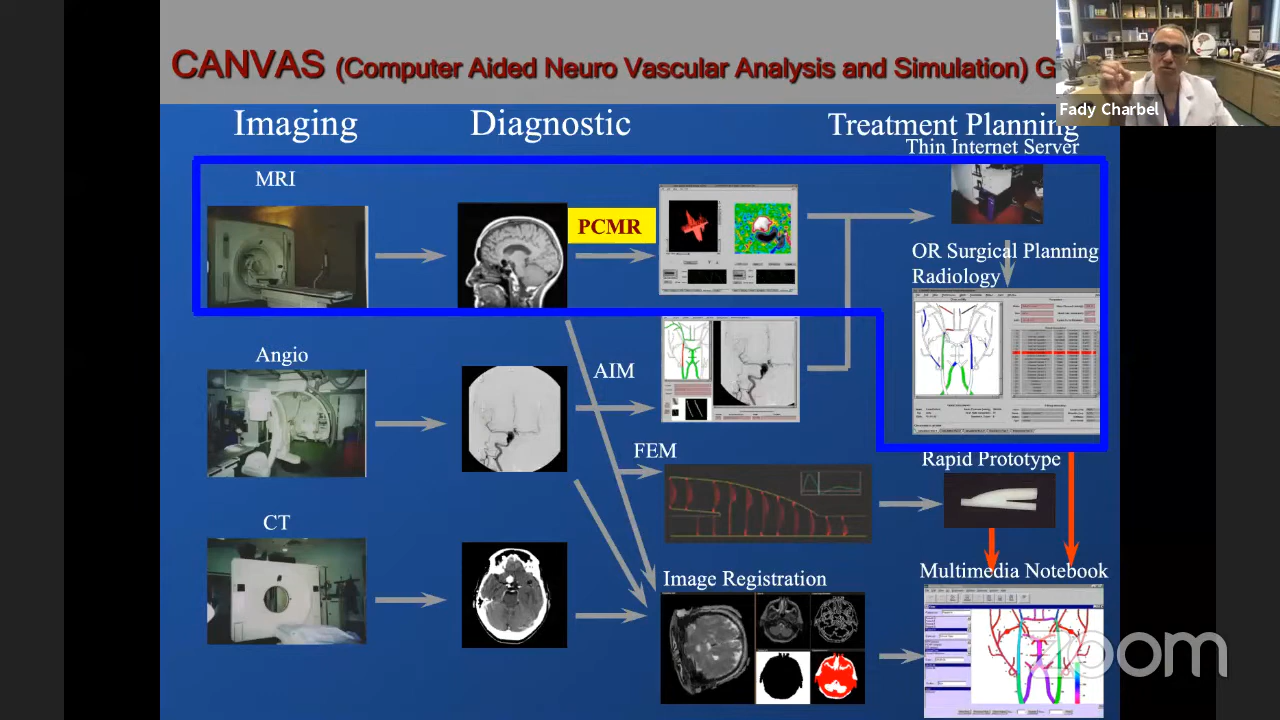 CANVAS (Computer Aided Neuro Vascular Analysis and Simulation) G
Fady Charbel
Imaging
Diagnostic
Treatment Planning
Thin Internet Server
MRI
PCMR
OR Surgical Planning
Radiology
Angio
AIM
FEM
Rapid Prototype
CT
Image Registration
Multimedia Notebook
zoom